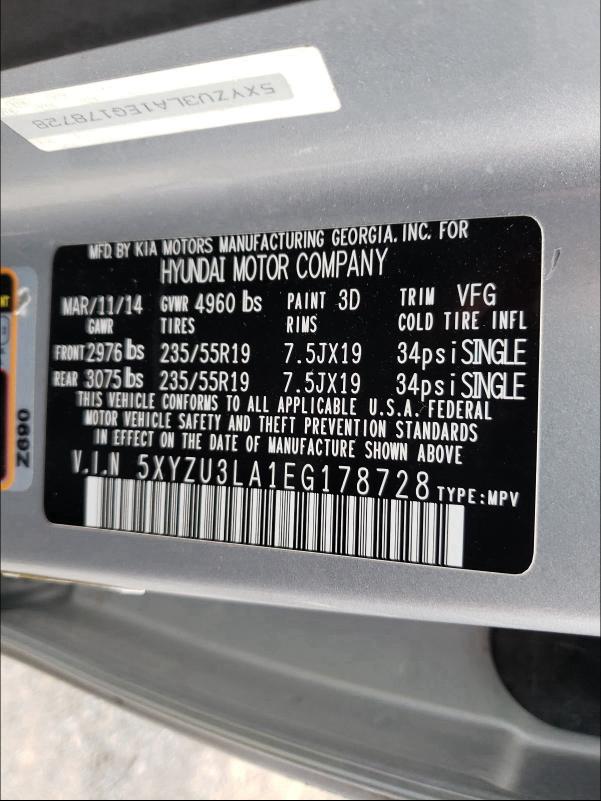 5XYZU3LA1EG178728
MFD BY KIA MOTORS MANUFACTURING GEORGIA, INC. FOR
HYUNDAI MOTOR COMPANY
MAR/11/14 GVWR 4960 lbs PAINT 3D TRIM VFG
GAWR TIRES RIMS COLD TIRE INFL
FRONT 2976 lbs 235/55R19 7.5JX19 34psi SINGLE
REAR 3075 lbs 235/55R19 7.5JX19 34psi SINGLE
THIS VEHICLE CONFORMS TO ALL APPLICABLE U.S.A. FEDERAL
MOTOR VEHICLE SAFETY AND THEFT PREVENTION STANDARDS
IN EFFECT ON THE DATE OF MANUFACTURE SHOWN ABOVE
V.I.N 5XYZU3LA1EG178728 TYPE:MPV
Z690